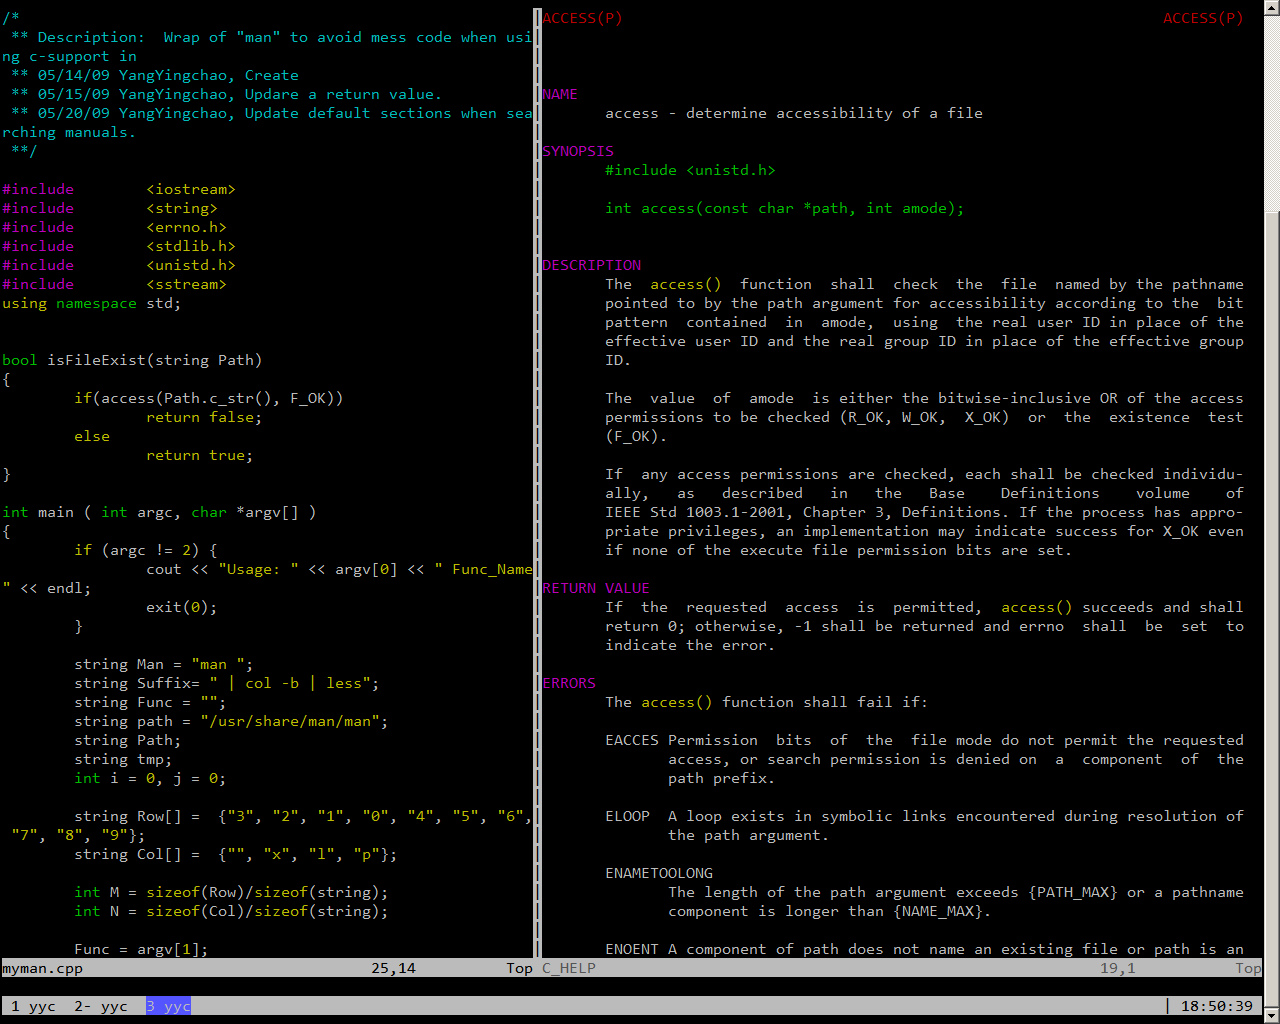 /*
 ** Description:  Wrap of "man" to avoid mess code when usi
ng c-support in
 ** 05/14/09 YangYingchao, Create
 ** 05/15/09 YangYingchao, Updare a return value.
 ** 05/20/09 YangYingchao, Update default sections when sea
rching manuals.
 **/
#include        <iostream>
#include        <string>
#include        <errno.h>
#include        <stdlib.h>
#include        <unistd.h>
#include        <sstream>
using namespace std;
bool isFileExist(string Path)
{
        if(access(Path.c_str(), F_OK))
                return false;
        else
                return true;
}
int main ( int argc, char *argv[] )
{
        if (argc != 2) {
                cout << "Usage: " << argv[0] << " Func_Name
" << endl;
                exit(0);
        }
        string Man = "man ";
        string Suffix= " | col -b | less";
        string Func = "";
        string path = "/usr/share/man/man";
        string Path;
        string tmp;
        int i = 0, j = 0;
        string Row[] =  {"3", "2", "1", "0", "4", "5", "6",
 "7", "8", "9"};
        string Col[] =  {"", "x", "l", "p"};
        int M = sizeof(Row)/sizeof(string);
        int N = sizeof(Col)/sizeof(string);
        Func = argv[1];
myman.cpp                                25,14          Top
ACCESS(P)                                                            ACCESS(P)
NAME
       access - determine accessibility of a file
SYNOPSIS
       #include <unistd.h>
       int access(const char *path, int amode);
DESCRIPTION
       The  access()  function  shall  check  the  file  named by the pathname
       pointed to by the path argument for accessibility according to the  bit
       pattern  contained  in  amode,  using  the real user ID in place of the
       effective user ID and the real group ID in place of the effective group
       ID.
       The  value  of  amode  is either the bitwise-inclusive OR of the access
       permissions to be checked (R_OK, W_OK,  X_OK)  or  the  existence  test
       (F_OK).
       If  any access permissions are checked, each shall be checked individu-
       ally,   as   described   in   the   Base   Definitions   volume   of
       IEEE Std 1003.1-2001, Chapter 3, Definitions. If the process has appro-
       priate privileges, an implementation may indicate success for X_OK even
       if none of the execute file permission bits are set.
RETURN VALUE
       If  the  requested  access  is  permitted,  access() succeeds and shall
       return 0; otherwise, -1 shall be returned and errno  shall  be  set  to
       indicate the error.
ERRORS
       The access() function shall fail if:
       EACCES Permission  bits  of  the  file mode do not permit the requested
              access, or search permission is denied on  a  component  of  the
              path prefix.
       ELOOP  A loop exists in symbolic links encountered during resolution of
              the path argument.
       ENAMETOOLONG
              The length of the path argument exceeds {PATH_MAX} or a pathname
              component is longer than {NAME_MAX}.
       ENOENT A component of path does not name an existing file or path is an
C_HELP                                                        19,1           Top
 1 yyc  2- yyc  3 yyc | 18:50:39